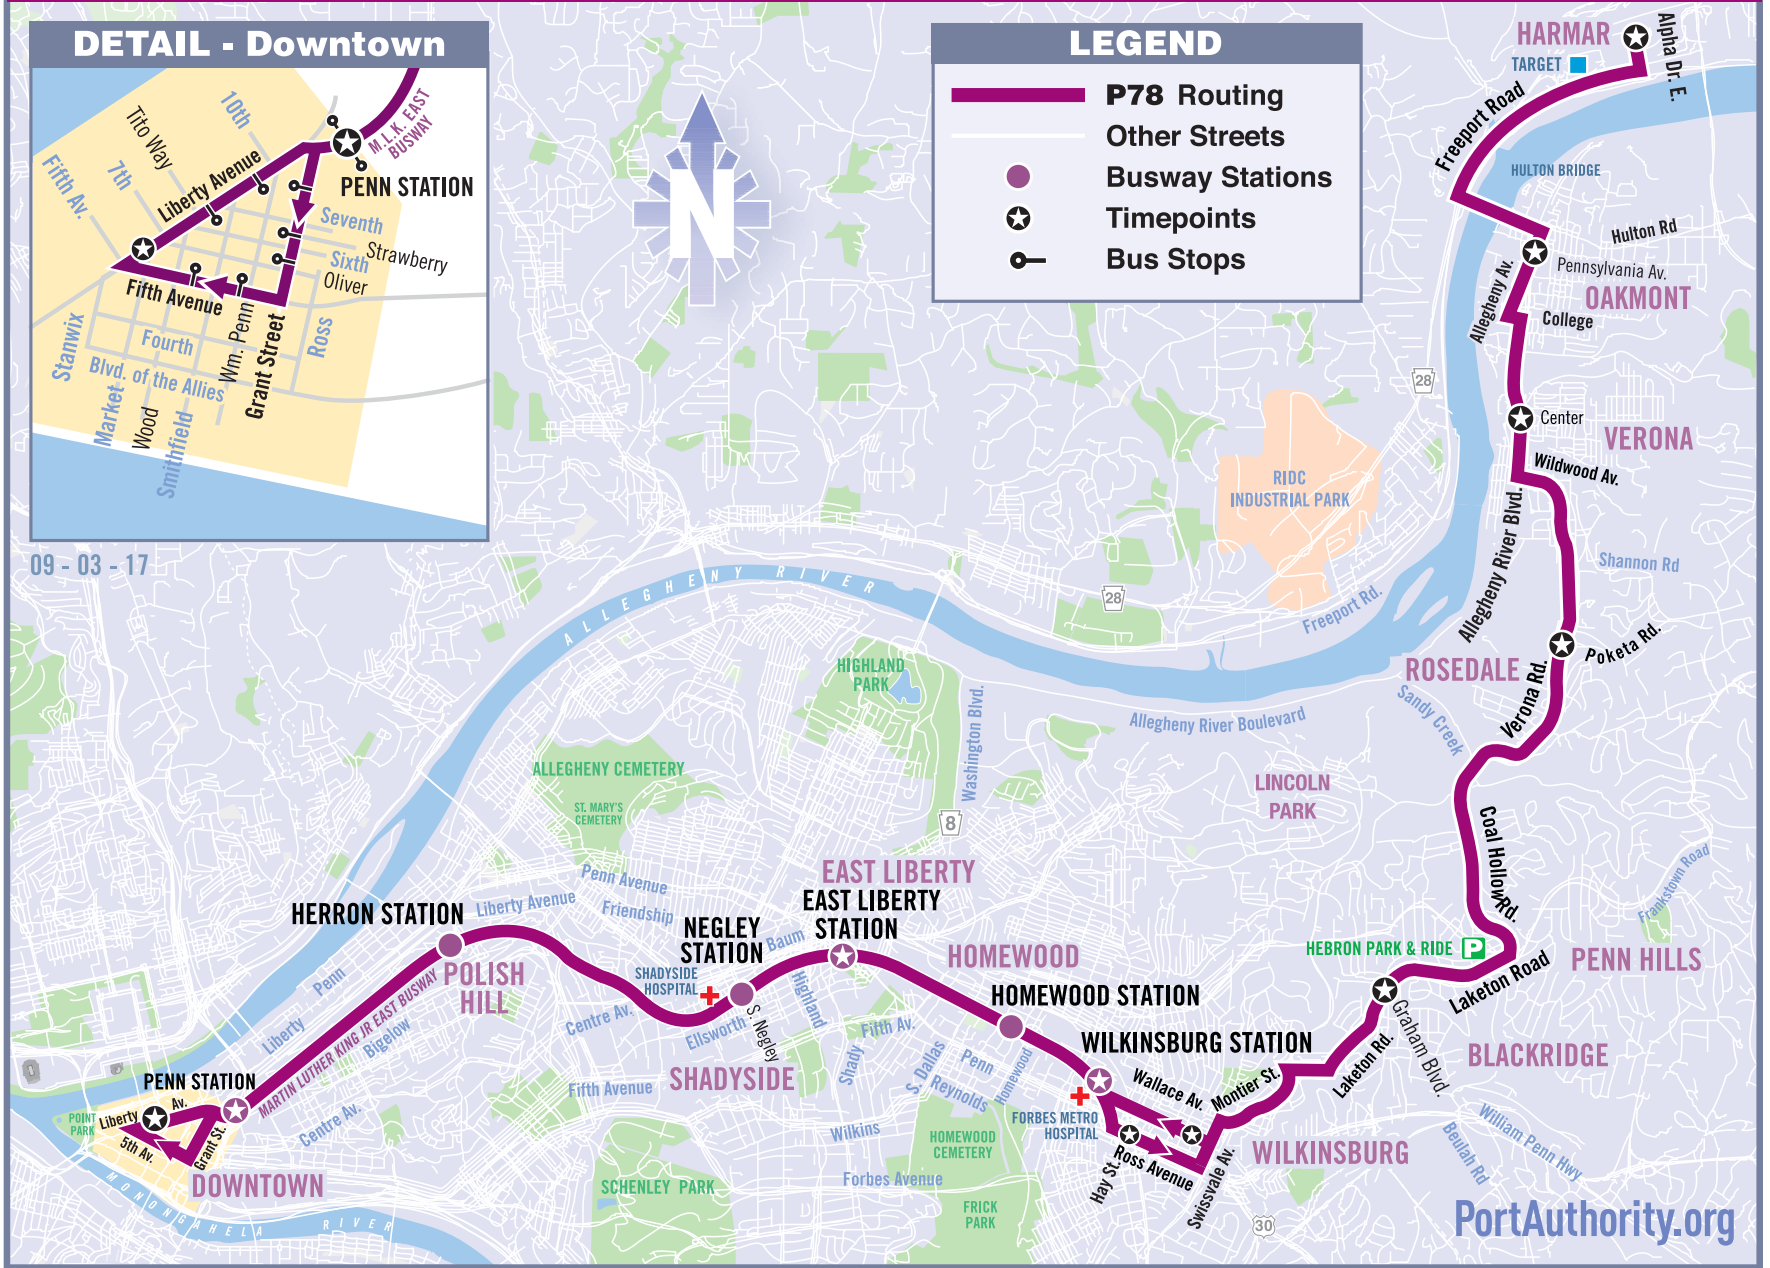 DETAIL - Downtown
10th
Tito Way
7th
Fifth Av.
Liberty Avenue
M.L.K. EAST
BUSWAY
PENN STATION
Seventh
Strawberry
Sixth
Oliver
Fifth Avenue
Stanwix
Fourth
Wm. Penn
Ross
Grant Street
Blvd. of the Allies
Market
Wood
Smithfield
09 - 03 - 17
N
LEGEND
P78 Routing
Other Streets
Busway Stations
Timepoints
Bus Stops
HARMAR
TARGET
Alpha Dr. E.
Freeport Road
HULTON BRIDGE
Hulton Rd
Pennsylvania Av.
OAKMONT
Allegheny Av.
College
28
Center
VERONA
Wildwood Av.
RIDC
INDUSTRIAL PARK
Allegheny River Blvd.
Shannon Rd
28
Freeport Rd.
ALLEGHENY RIVER
Poketa Rd.
ROSEDALE
Verona Rd.
Sandy Creek
HIGHLAND
PARK
Washington Blvd.
Allegheny River Boulevard
ALLEGHENY CEMETERY
ST. MARY'S
CEMETERY
LINCOLN
PARK
8
Coal Hollow Rd.
Frankstown Road
EAST LIBERTY
EAST LIBERTY
STATION
Penn Avenue
Liberty Avenue
Friendship
HERRON STATION
NEGLEY
STATION
Baum
HOMEWOOD
HEBRON PARK & RIDE
P
PENN HILLS
POLISH
HILL
SHADYSIDE
HOSPITAL
Laketon Road
HOMEWOOD STATION
Penn
Liberty
MARTIN LUTHER KING JR EAST BUSWAY
Bigelow
Centre Av.
Ellsworth
S. Negley
Highland
Fifth Av.
Shady
S. Dallas
Penn
Reynolds
Homewood
WILKINSBURG STATION
Graham Blvd.
Laketon Rd.
BLACKRIDGE
PENN STATION
Fifth Avenue
SHADYSIDE
Wallace Av.
Montier St.
POINT
PARK
Liberty
Av.
5th Av.
Grant St.
Centre Av.
FORBES METRO
HOSPITAL
Wilkins
HOMEWOOD
CEMETERY
Ross Avenue
Hay St.
Swissvale Av.
WILKINSBURG
William Penn Hwy
Beulah Rd
DOWNTOWN
SCHENLEY PARK
Forbes Avenue
FRICK
PARK
30
MONONGAHELA RIVER
PortAuthority.org